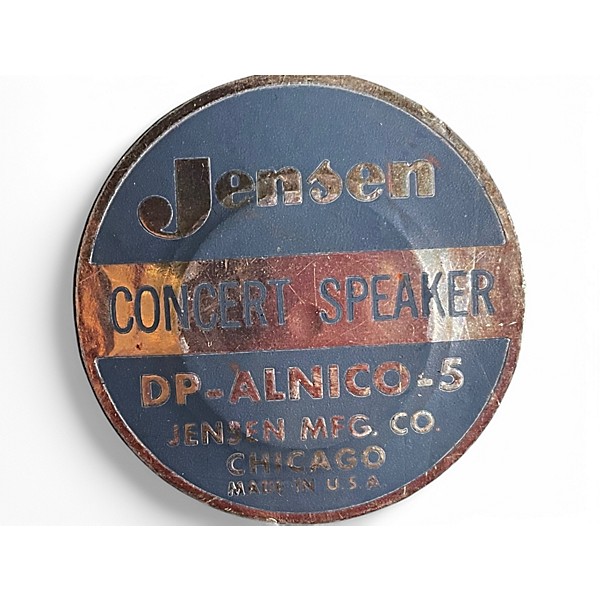 Jensen
CONCERT SPEAKER
DP-ALNICO-5
JENSEN MFG. CO.
CHICAGO
MADE IN U.S.A.